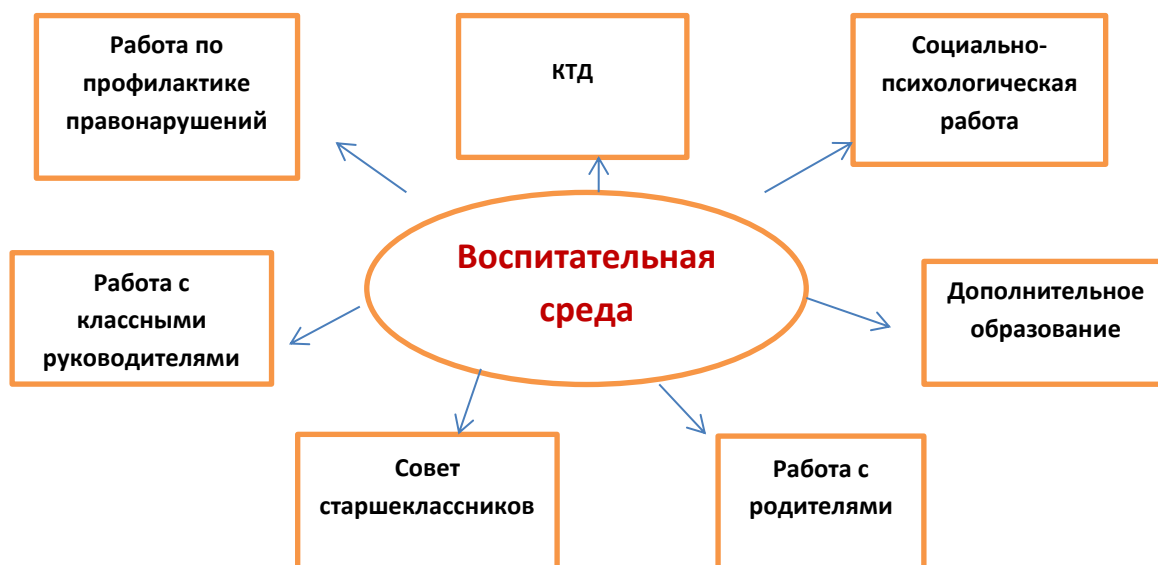 Работа по
профилактике
правонарушений
КТД
Социально-
психологическая
работа
Воспитательная
среда
Работа с
классными
руководителями
Дополнительное
образование
Совет
старшеклассников
Работа с
родителями